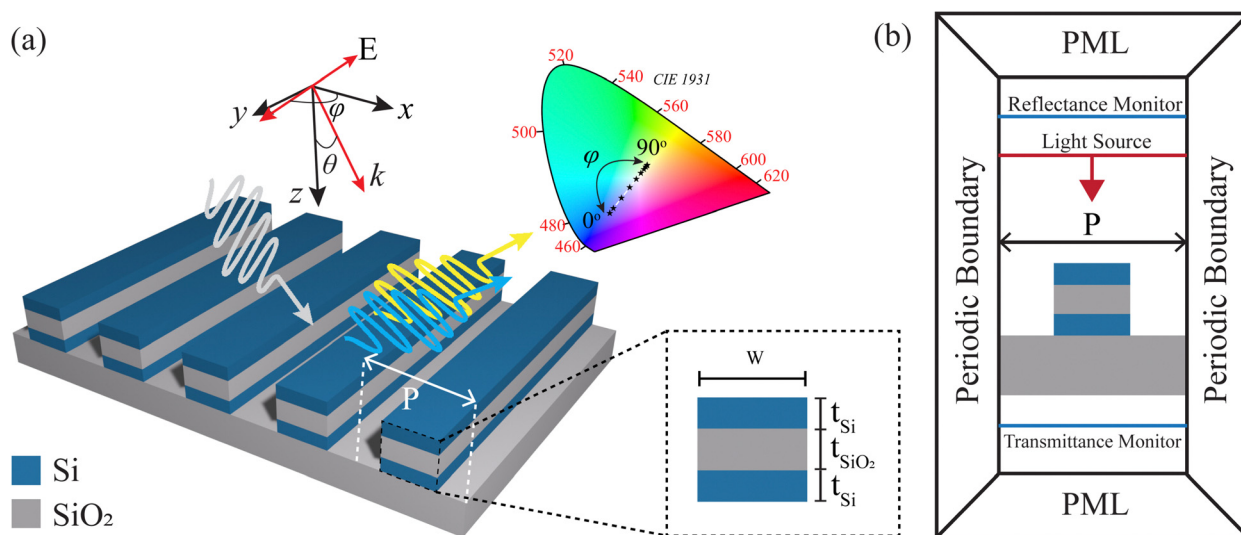 (a)
E
y
φ
x
θ
z
k
CIE 1931
520
540
560
500
580
600
620
480
460
φ
90°
0°
P
Si
SiO₂
w
t_Si
t_SiO₂
t_Si
(b)
PML
Reflectance Monitor
Light Source
P
Periodic Boundary
Periodic Boundary
Transmittance Monitor
PML